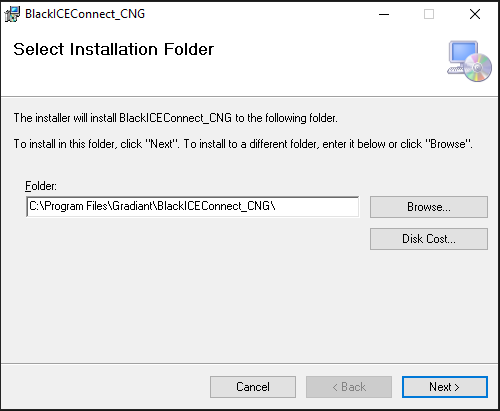 BlackICEConnect_CNG
Select Installation Folder
The installer will install BlackICEConnect_CNG to the following folder.
To install in this folder, click "Next". To install to a different folder, enter it below or click "Browse".
Folder:
C:\Program Files\Gradiant\BlackICEConnect_CNG\
Browse...
Disk Cost...
Cancel
< Back
Next >